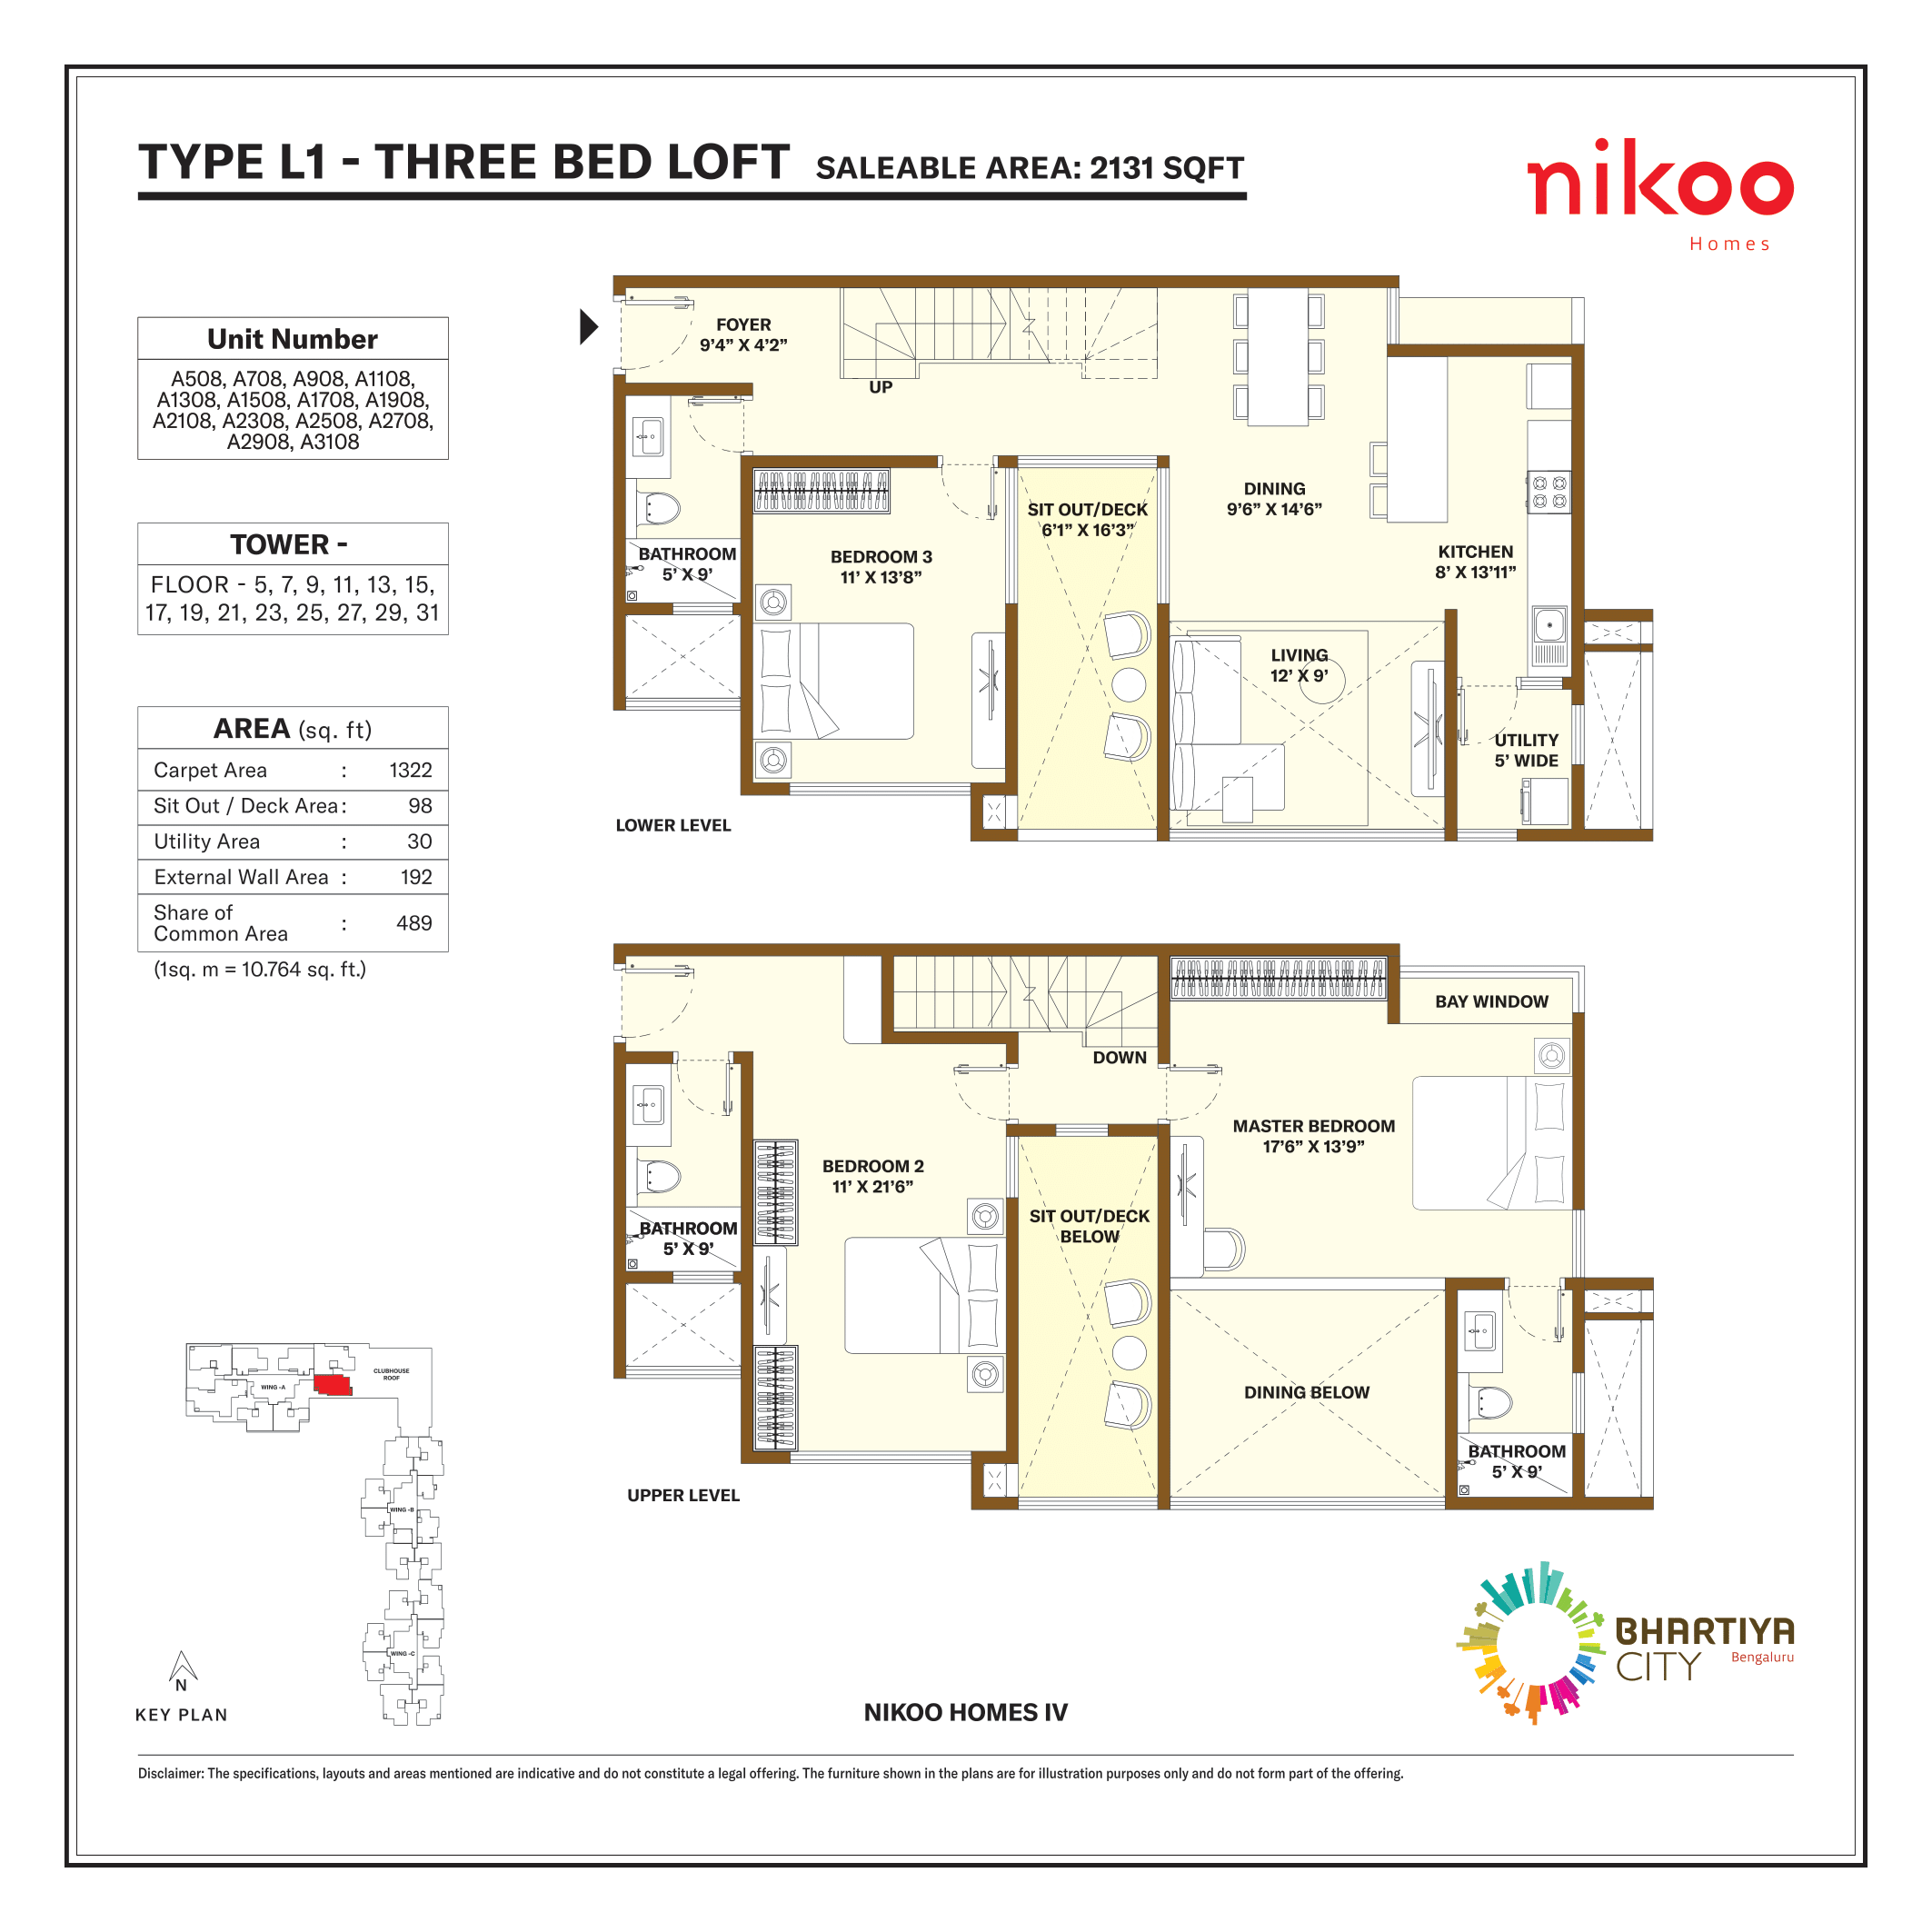 TYPE L1 - THREE BED LOFT SALEABLE AREA: 2131 SQFT
nikoo
Homes
Unit Number
A508, A708, A908, A1108,
A1308, A1508, A1708, A1908,
A2108, A2308, A2508, A2708,
A2908, A3108
TOWER -
FLOOR - 5, 7, 9, 11, 13, 15,
17, 19, 21, 23, 25, 27, 29, 31
AREA (sq. ft)
Carpet Area : 1322
Sit Out / Deck Area : 98
Utility Area : 30
External Wall Area : 192
Share of
Common Area : 489
(1sq. m = 10.764 sq. ft.)
FOYER
9’4” X 4’2”
UP
BATHROOM
5’ X 9’
BEDROOM 3
11’ X 13’8”
SIT OUT/DECK
6’1” X 16’3”
DINING
9’6” X 14’6”
KITCHEN
8’ X 13’11”
LIVING
12’ X 9’
UTILITY
5’ WIDE
LOWER LEVEL
BAY WINDOW
DOWN
MASTER BEDROOM
17’6” X 13’9”
BEDROOM 2
11’ X 21’6”
BATHROOM
5’ X 9’
SIT OUT/DECK
BELOW
DINING BELOW
BATHROOM
5’ X 9’
UPPER LEVEL
CLUBHOUSE
ROOF
WING -A
WING -B
WING -C
N
KEY PLAN
NIKOO HOMES IV
BHARTIYA
CITY Bengaluru
Disclaimer: The specifications, layouts and areas mentioned are indicative and do not constitute a legal offering. The furniture shown in the plans are for illustration purposes only and do not form part of the offering.